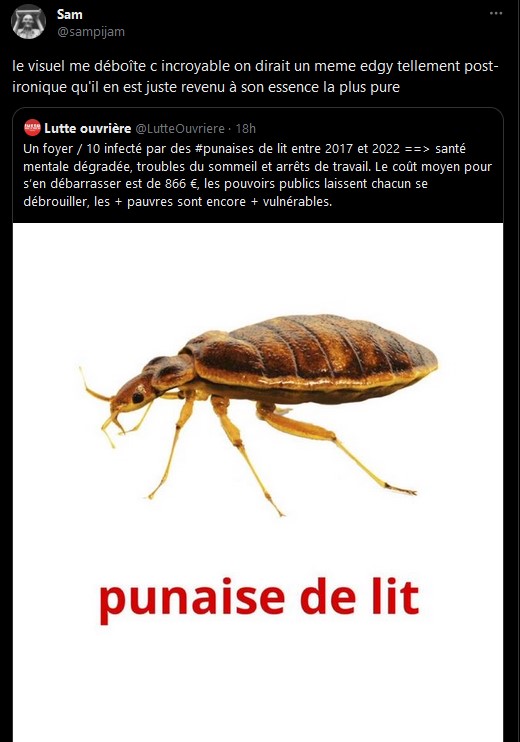 Sam
@sampijam
le visuel me déboîte c incroyable on dirait un meme edgy tellement post-
ironique qu'il en est juste revenu à son essence la plus pure
Lutte ouvrière @LutteOuvriere · 18h
Un foyer / 10 infecté par des #punaises de lit entre 2017 et 2022 ==> santé
mentale dégradée, troubles du sommeil et arrêts de travail. Le coût moyen pour
s'en débarrasser est de 866 €, les pouvoirs publics laissent chacun se
débrouiller, les + pauvres sont encore + vulnérables.
punaise de lit